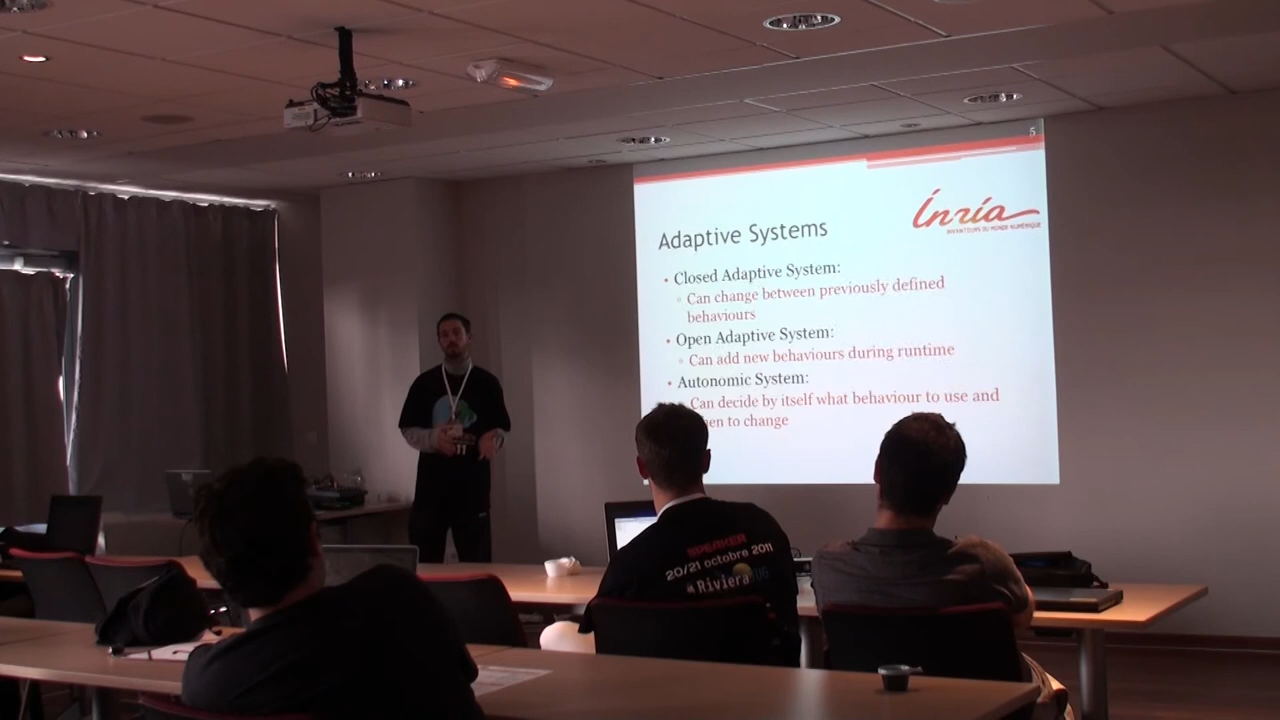 5
Inria
INVENTEURS DU MONDE NUMÉRIQUE
Adaptive Systems
• Closed Adaptive System:
▫ Can change between previously defined
behaviours
• Open Adaptive System:
▫ Can add new behaviours during runtime
• Autonomic System:
Can decide by itself what behaviour to use and
to change
11
SPEAKER
20/21 octobre 2011
# RivieraDUG